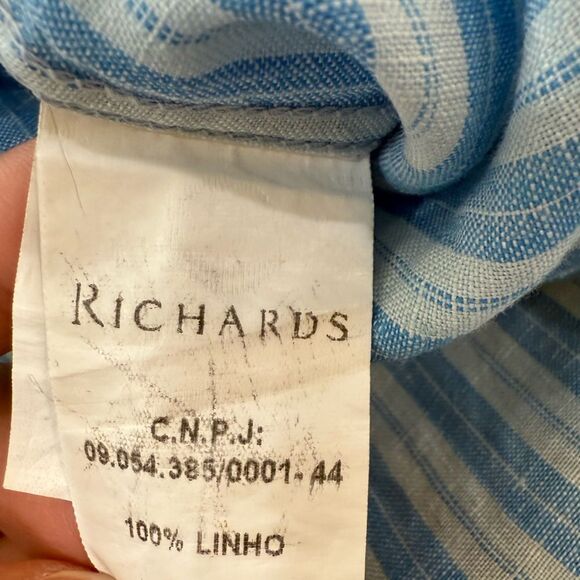 RICHARDS
C.N.P.J:
09.054.385/0001-44
100% LINHO